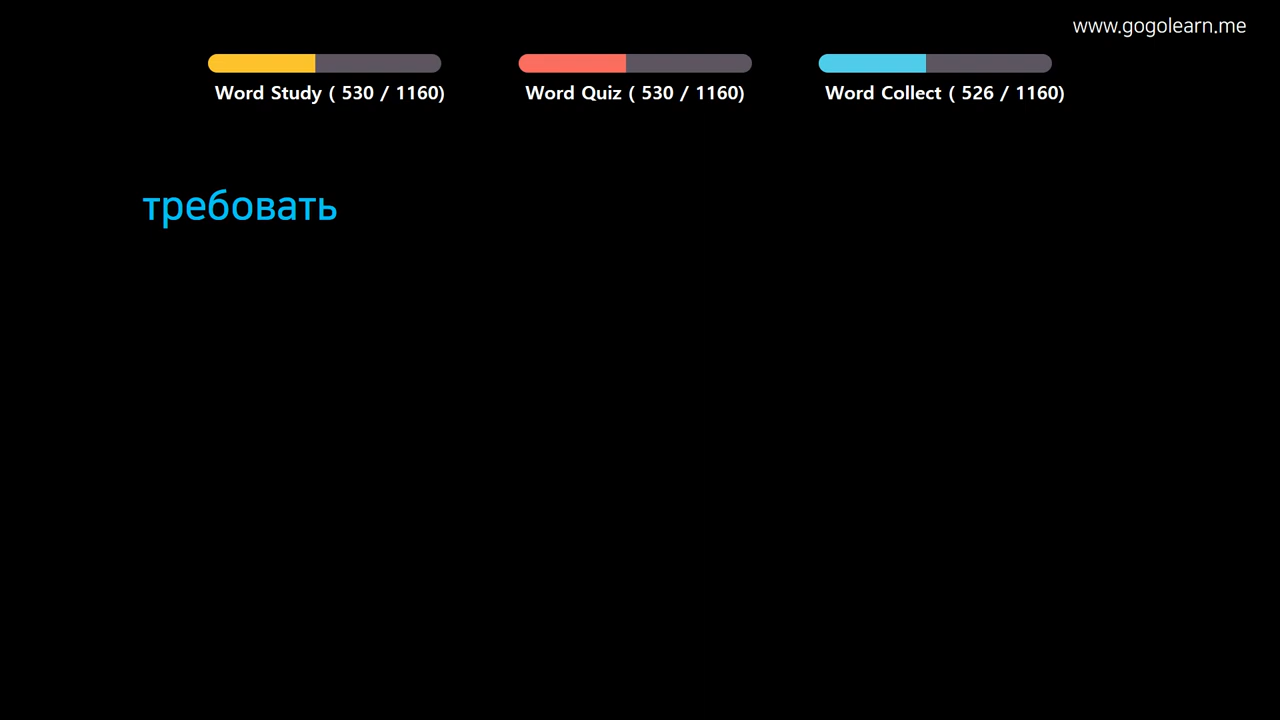 www.gogolearn.me
Word Study ( 530 / 1160)
Word Quiz ( 530 / 1160)
Word Collect ( 526 / 1160)
требовать